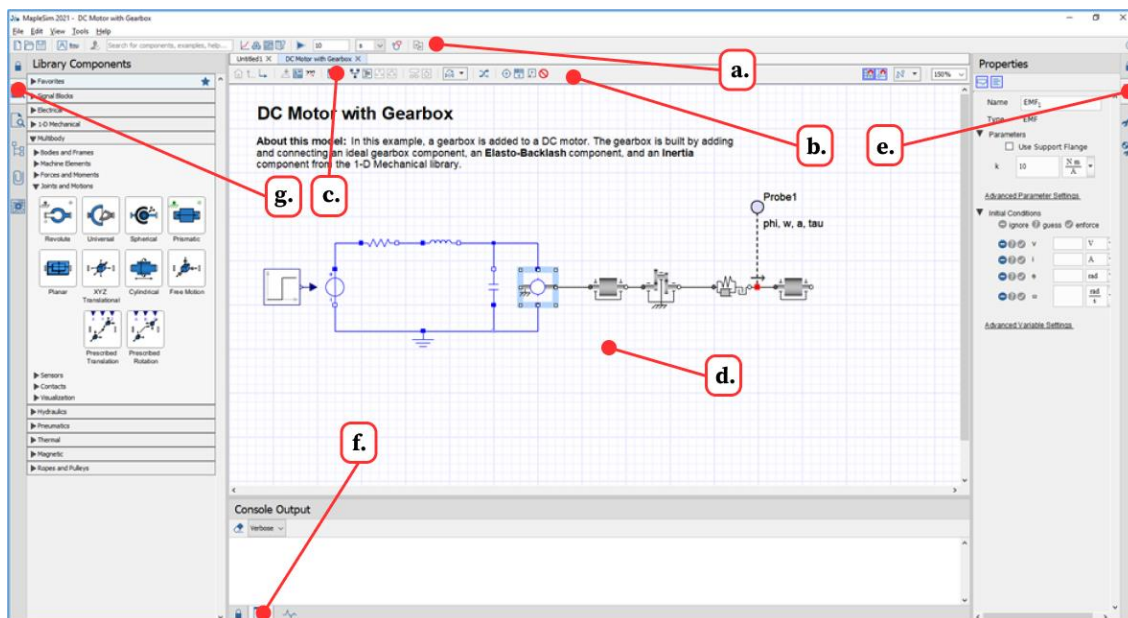 MapleSim 2021 - DC Motor with Gearbox
File Edit View Tools Help
Search for components, examples, help...
10
s
a.
Library Components
Favorites
Signal Blocks
Electrical
1-D Mechanical
Multibody
Bodies and Frames
Machine Elements
Forces and Moments
Joints and Motions
Revolute Universal Spherical Prismatic
Planar XYZ Translational Cylindrical Free Motion
Prescribed Translation Prescribed Rotation
Sensors
Contacts
Visualization
Hydraulics
Pneumatics
Thermal
Magnetic
Ropes and Pulleys
g.
Untitled1 X DC Motor with Gearbox X
150%
b.
c.
DC Motor with Gearbox
About this model: In this example, a gearbox is added to a DC motor. The gearbox is built by adding
and connecting an ideal gearbox component, an Elasto-Backlash component, and an Inertia
component from the 1-D Mechanical library.
Probe1
phi, w, a, tau
d.
f.
Console Output
Verbose
Properties
e.
Name EMF1
Type EMF
Parameters
Use Support Flange
k 10 N m
A
Advanced Parameter Settings
Initial Conditions
ignore guess enforce
v V
i A
rad
rad
s
Advanced Variable Settings